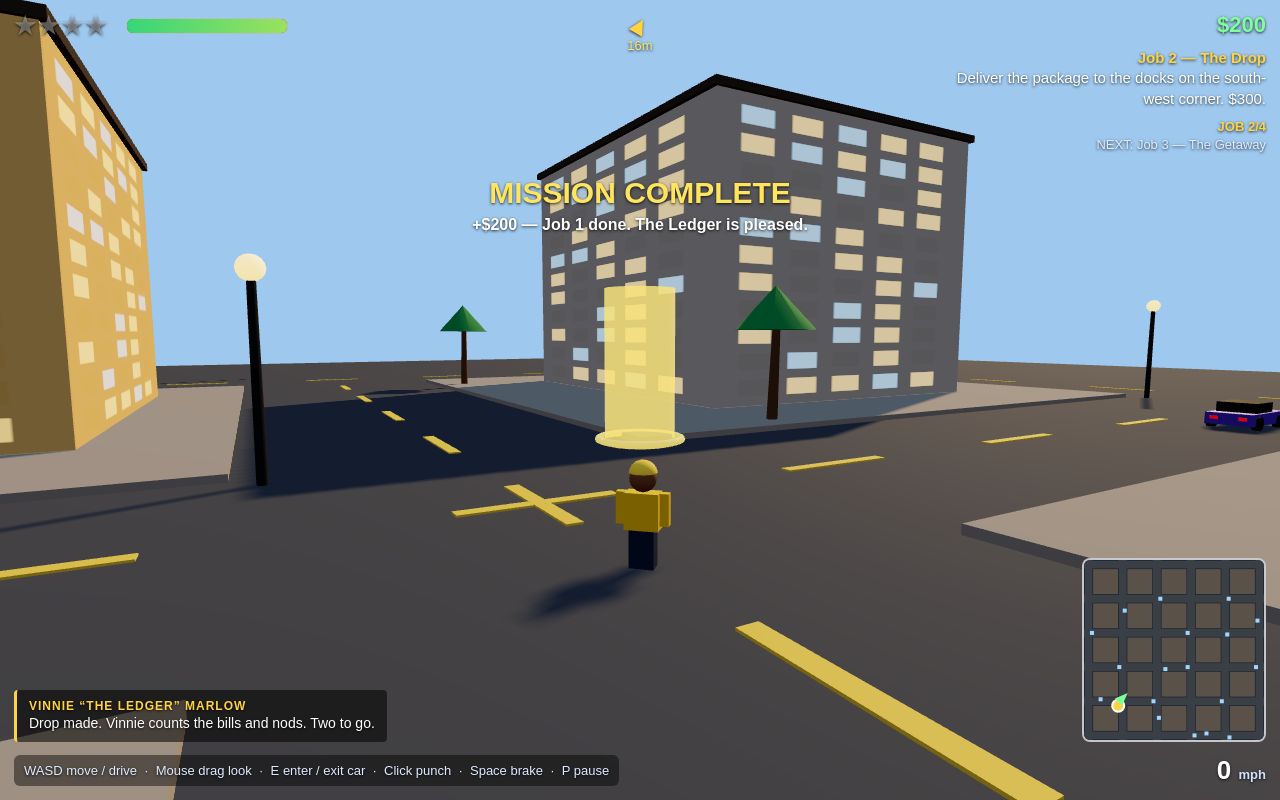 16m
$200
Job 2 — The Drop
Deliver the package to the docks on the south-
west corner. $300.
JOB 2/4
NEXT: Job 3 — The Getaway
MISSION COMPLETE
+$200 — Job 1 done. The Ledger is pleased.
VINNIE “THE LEDGER” MARLOW
Drop made. Vinnie counts the bills and nods. Two to go.
WASD move / drive · Mouse drag look · E enter / exit car · Click punch · Space brake · P pause
0 mph